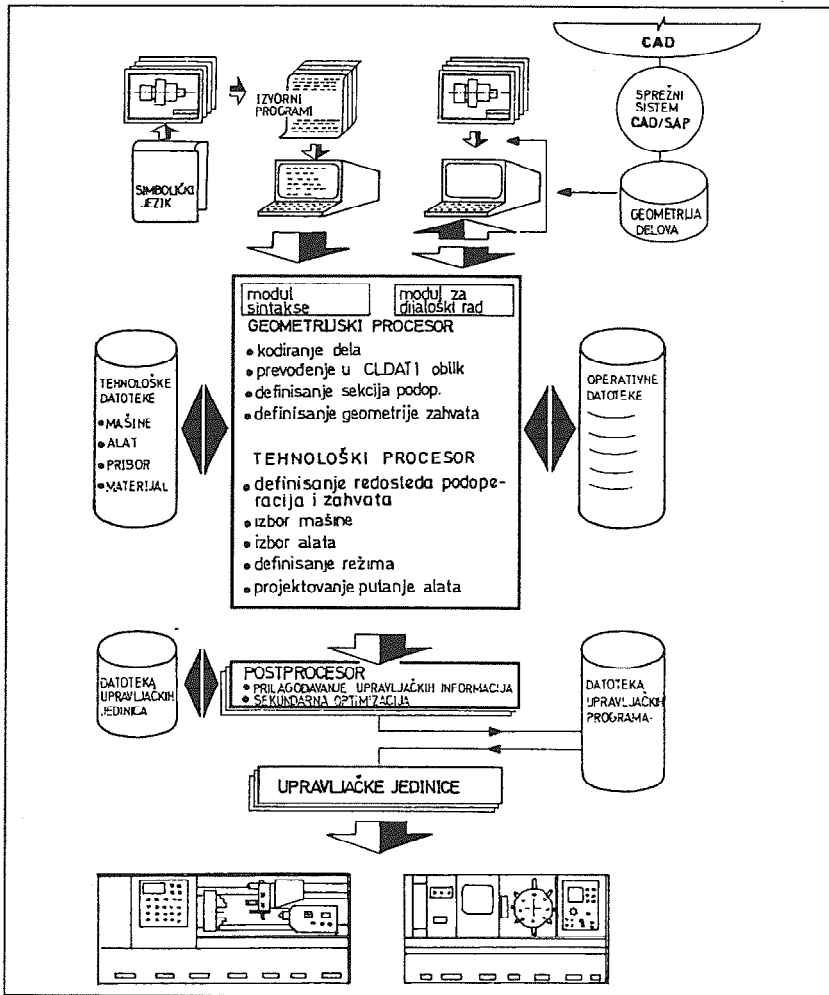 CAD
IZVORNI
PROGRAMI
SPREŽNI
SISTEM
CAD/SAP
SIMBOLIČKI
JEZIK
GEOMETRIJA
DELOVA
modul
sintakse
modul za
dijaloški rad
GEOMETRIJSKI PROCESOR
• kodiranje dela
• prevođenje u CLDAT1 oblik
• definisanje sekcija podop.
• definisanje geometrije zahvata
TEHNOLOŠKI PROCESOR
• definisanje redosleda podope-
racija i zahvata
• izbor mašine
• izbor alata
• definisanje režima
• projektovanje putanje alata
TEHNOLOŠKE
DATOTEKE
• MAŠINE
• ALAT
• PRIBOR
• MATERIJAL
OPERATIVNE
DATOTEKE
DATOTEKA
UPRAVLJAČKIH
JEDINICA
POSTPROCESOR
• PRILAGOĐAVANJE UPRAVLJAČKIH INFORMACIJA
• SEKUNDARNA OPTIMIZACIJA
DATOTEKA
UPRAVLJAČKIH
PROGRAMA
UPRAVLJAČKE JEDINICE